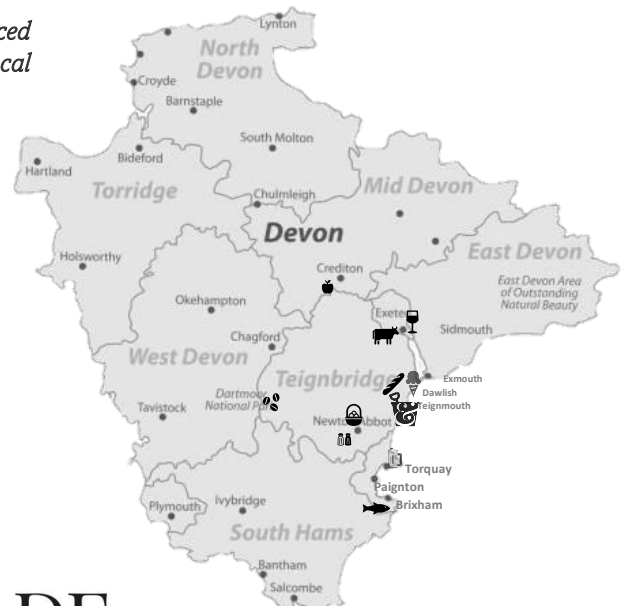 ced
cal
Lynton
North
Devon
Croyde
Barnstaple
South Molton
Bideford
Hartland
Torridge
Chulmleigh
Mid Devon
Devon
East Devon
Holsworthy
Crediton
East Devon Area
of Outstanding
Natural Beauty
Okehampton
Exeter
Sidmouth
Chagford
West Devon
Teignbridge
Exmouth
Dawlish
Teignmouth
Dartmoor
National Par
Tavistock
Newton Abbot
Torquay
Paignton
Brixham
Plymouth
Ivybridge
South Hams
Bantham
Salcombe
DE